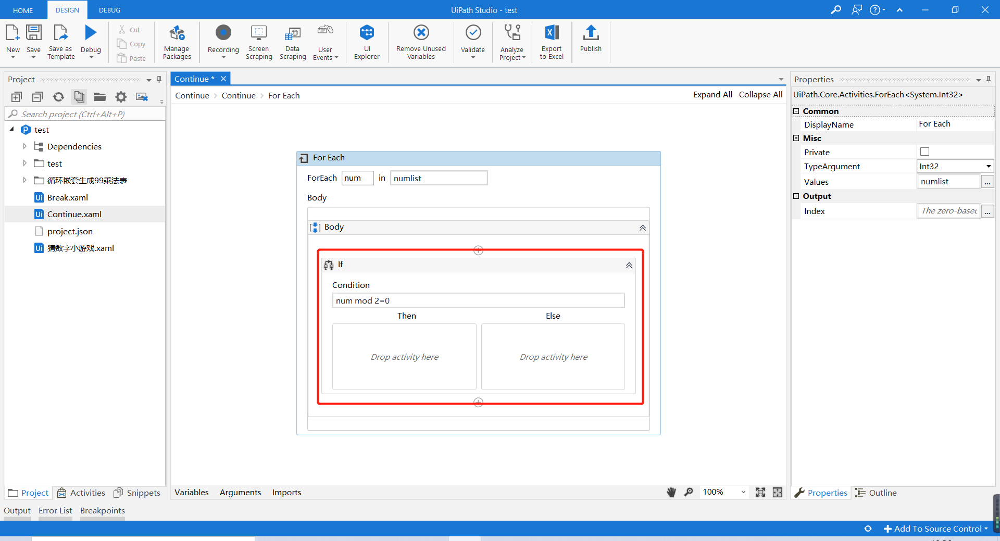 HOME DESIGN DEBUG UiPath Studio - test
New Save Save as Template Debug
Cut
Copy
Paste
Manage Packages
Recording Screen Scraping Data Scraping User Events
UI Explorer
Remove Unused Variables
Validate Analyze Project
Export to Excel
Publish
Project
Search project (Ctrl+Alt+P)
test
Dependencies
test
循环嵌套生成99乘法表
Break.xaml
Continue.xaml
project.json
猜数字小游戏.xaml
Project Activities Snippets
Continue *
Continue Continue For Each Expand All Collapse All
For Each
ForEach num in numlist
Body
Body
If
Condition
num mod 2=0
Then Else
Drop activity here Drop activity here
Variables Arguments Imports 100%
Properties
UiPath.Core.Activities.ForEach<System.Int32>
Common
DisplayName For Each
Misc
Private
TypeArgument Int32
Values numlist ...
Output
Index The zero-based ...
Properties Outline
Output Error List Breakpoints
Add To Source Control